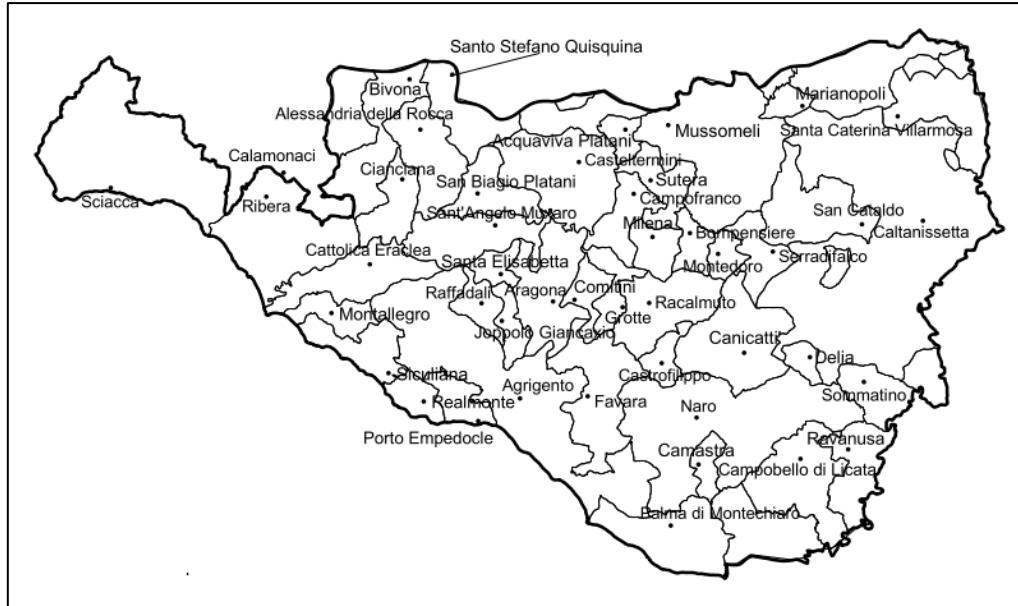 Santo Stefano Quisquina
Bivona
Marianopoli
Alessandria della Rocca
Mussomeli
Santa Caterina Villarmosa
Acquaviva Platani
Calamonaci
Casteltermini
Cianciana
Sutera
San Biagio Platani
Sciacca
Ribera
Campofranco
Sant'Angelo Muxaro
San Cataldo
Milena
Bompensiere
Caltanissetta
Cattolica Eraclea
Santa Elisabetta
Montedoro
Serradifalco
Raffadali
Aragona
Comitini
Racalmuto
Montallegro
Grotte
Joppolo Giancaxio
Canicatti'
Delia
Siculiana
Castrofilippo
Agrigento
Sommatino
Realmonte
Favara
Naro
Porto Empedocle
Ravanusa
Camastra
Campobello di Licata
Palma di Montechiaro